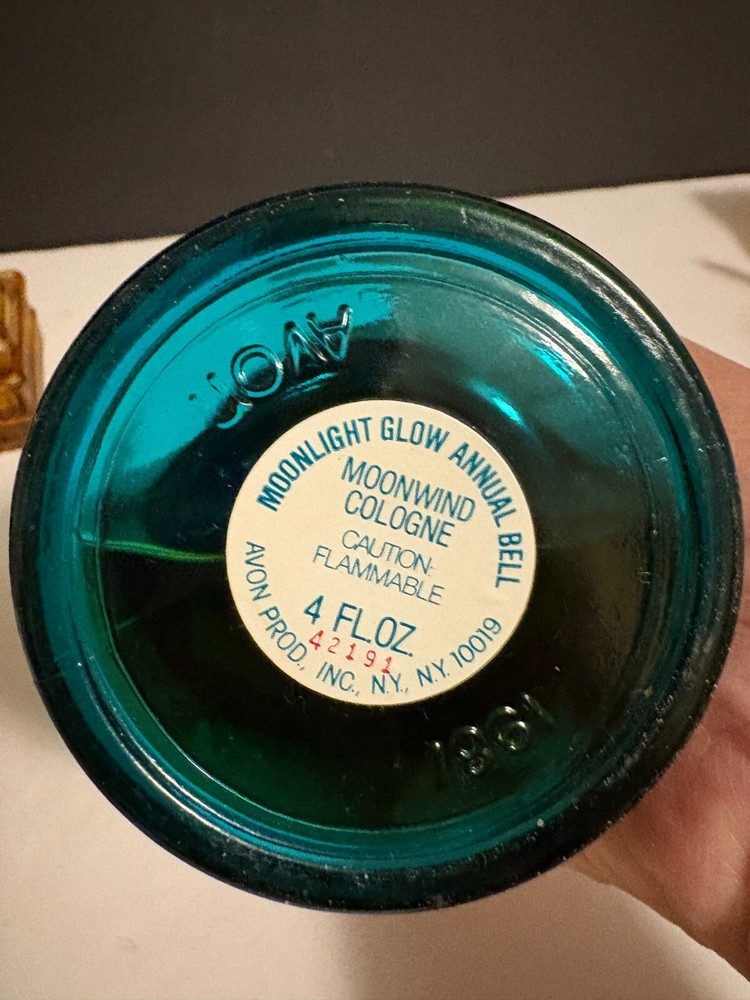 AVON
MOONLIGHT GLOW ANNUAL BELL
MOONWIND
COLOGNE
CAUTION:
FLAMMABLE
4 FL.OZ.
42191
AVON PROD., INC., N.Y., N.Y. 10019
1981